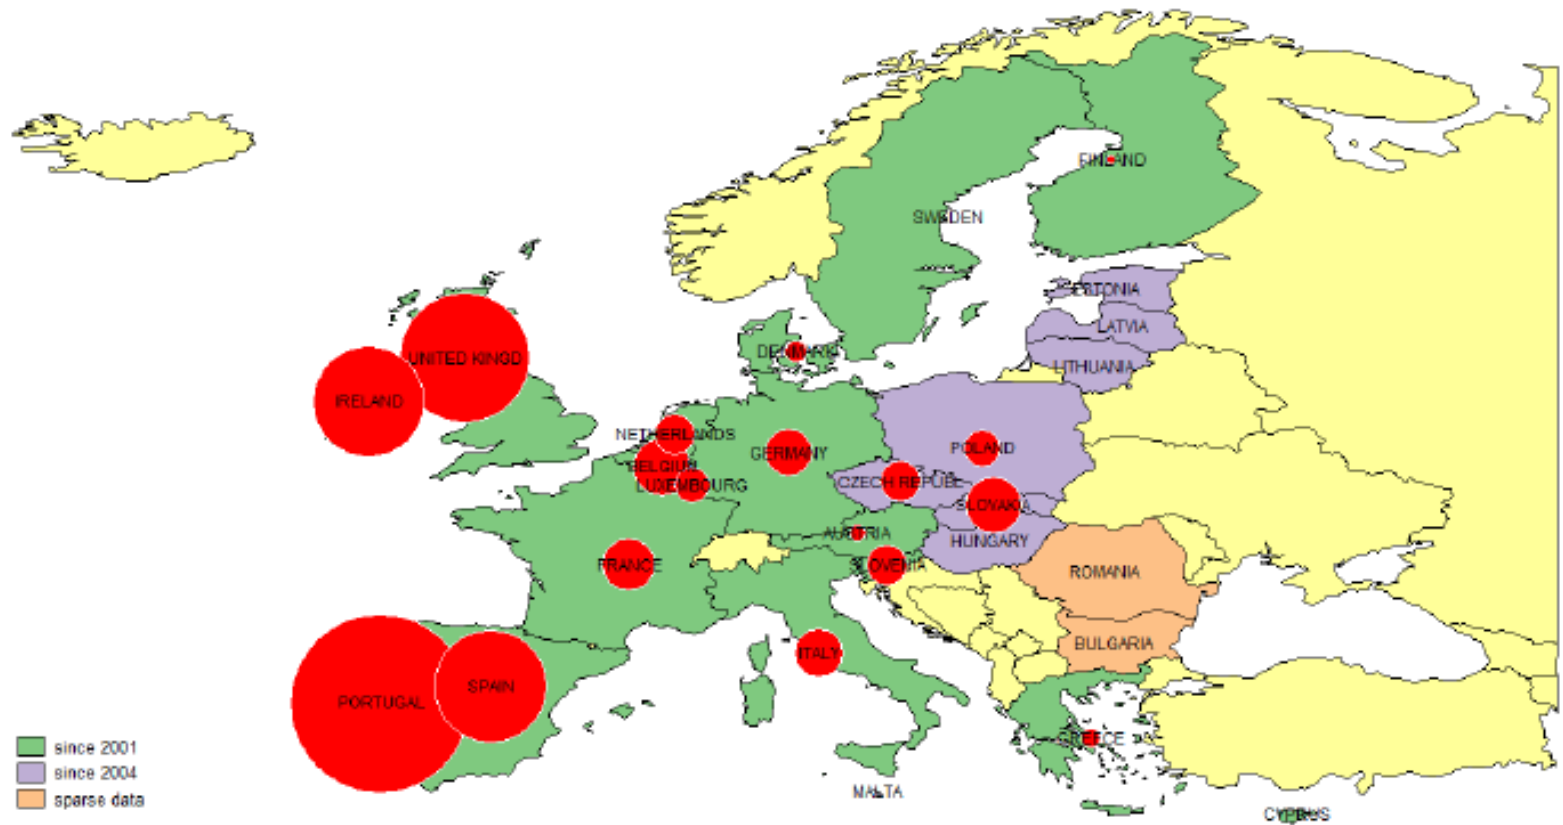 FINLAND
SWEDEN
ESTONIA
LATVIA
DENMARK
UNITED KINGD
LITHUANIA
IRELAND
NETHERLANDS
POLAND
GERMANY
BELGIUM
CZECH REPUBL
LUXEMBOURG
SLOVAKIA
AUSTRIA
HUNGARY
FRANCE
SLOVENIA
ROMANIA
BULGARIA
ITALY
SPAIN
PORTUGAL
GREECE
since 2001
since 2004
MALTA
sparse data
CYPRUS